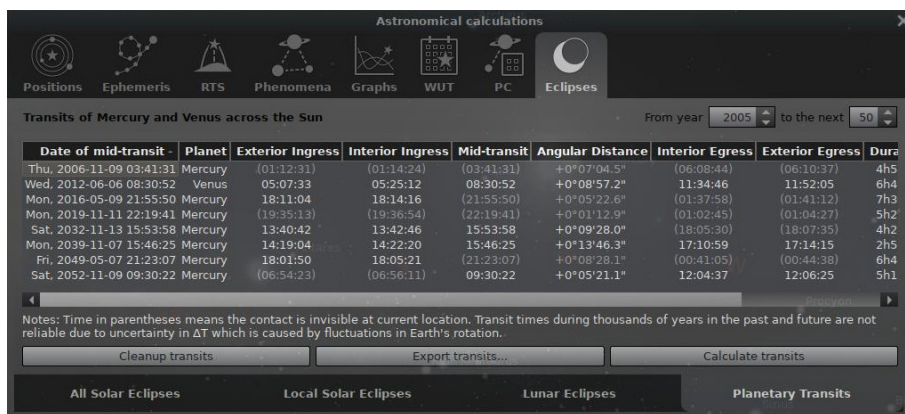 Astronomical calculations
Positions Ephemeris RTS Phenomena Graphs WUT PC Eclipses
Transits of Mercury and Venus across the Sun From year 2005 to the next 50
Date of mid-transit Planet Exterior Ingress Interior Ingress Mid-transit Angular Distance Interior Egress Exterior Egress Dura
Thu, 2006-11-09 03:41:31 Mercury (01:12:31) (01:14:24) (03:41:31) +0°07'04.5" (06:08:44) (06:10:37) 4h5
Wed, 2012-06-06 08:30:52 Venus 05:07:33 05:25:12 08:30:52 +0°08'57.2" 11:34:46 11:52:05 6h4
Mon, 2016-05-09 21:55:50 Mercury 18:11:04 18:14:16 (21:55:50) +0°05'22.6" (01:37:58) (01:41:12) 7h3
Mon, 2019-11-11 22:19:41 Mercury (19:35:13) (19:36:54) (22:19:41) +0°01'12.9" (01:02:45) (01:04:27) 5h2
Sat, 2032-11-13 15:53:58 Mercury 13:40:42 13:42:46 15:53:58 +0°09'28.0" (18:05:30) (18:07:35) 4h2
Mon, 2039-11-07 15:46:25 Mercury 14:19:04 14:22:20 15:46:25 +0°13'46.3" 17:10:59 17:14:15 2h5
Fri, 2049-05-07 21:23:07 Mercury 18:01:50 18:05:21 (21:23:07) +0°08'28.1" (00:41:05) (00:44:38) 6h4
Sat, 2052-11-09 09:30:22 Mercury (06:54:23) (06:56:11) 09:30:22 +0°05'21.1" 12:04:37 12:06:25 5h1
Procyon
Notes: Time in parentheses means the contact is invisible at current location. Transit times during thousands of years in the past and future are not
reliable due to uncertainty in ΔT which is caused by fluctuations in Earth's rotation.
Cleanup transits Export transits... Calculate transits
All Solar Eclipses Local Solar Eclipses Lunar Eclipses Planetary Transits